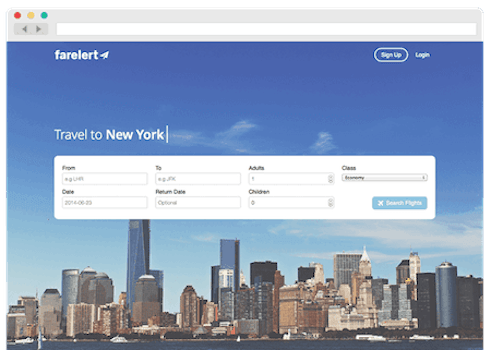 farelert
Sign Up
Login
Travel to New York
From
To
Adults
Class
e.g LHR
e.g.JFK
1
Economy
Date
Return Date
Children
2014-06-23
Optional
0
Search Flights